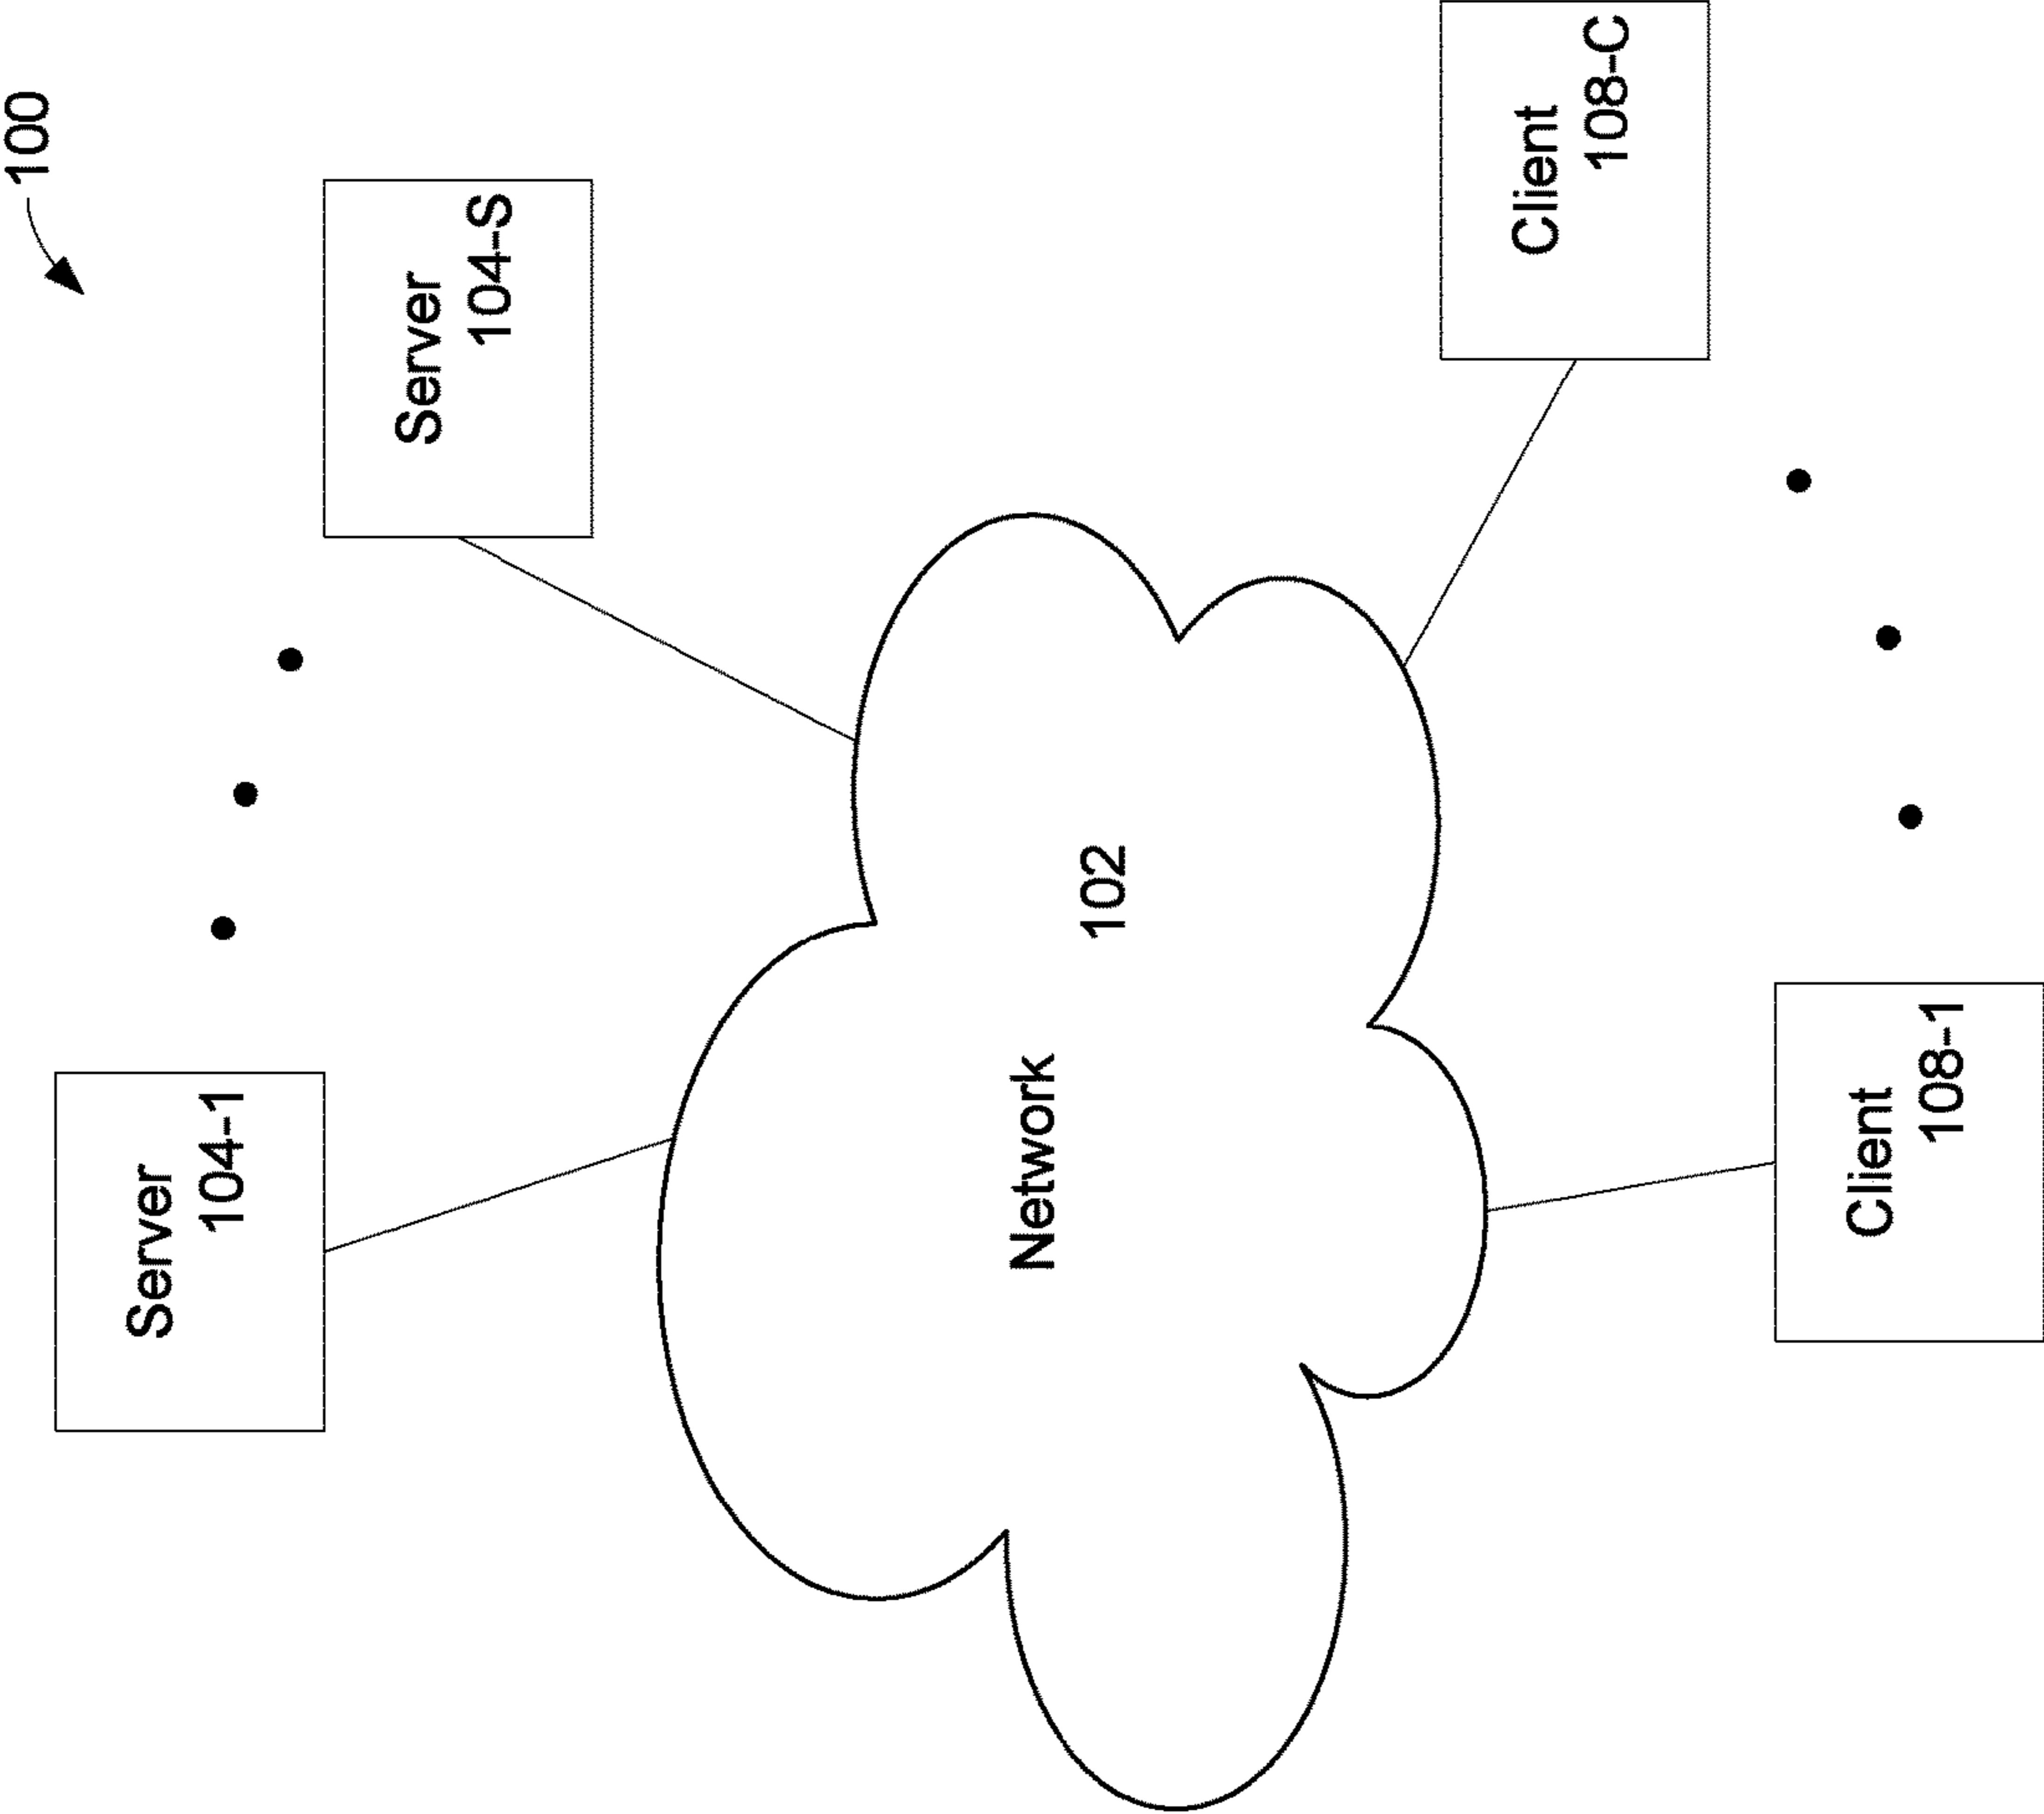 100
Server
104-1
Server
104-S
Network
102
Client
108-1
Client
108-C